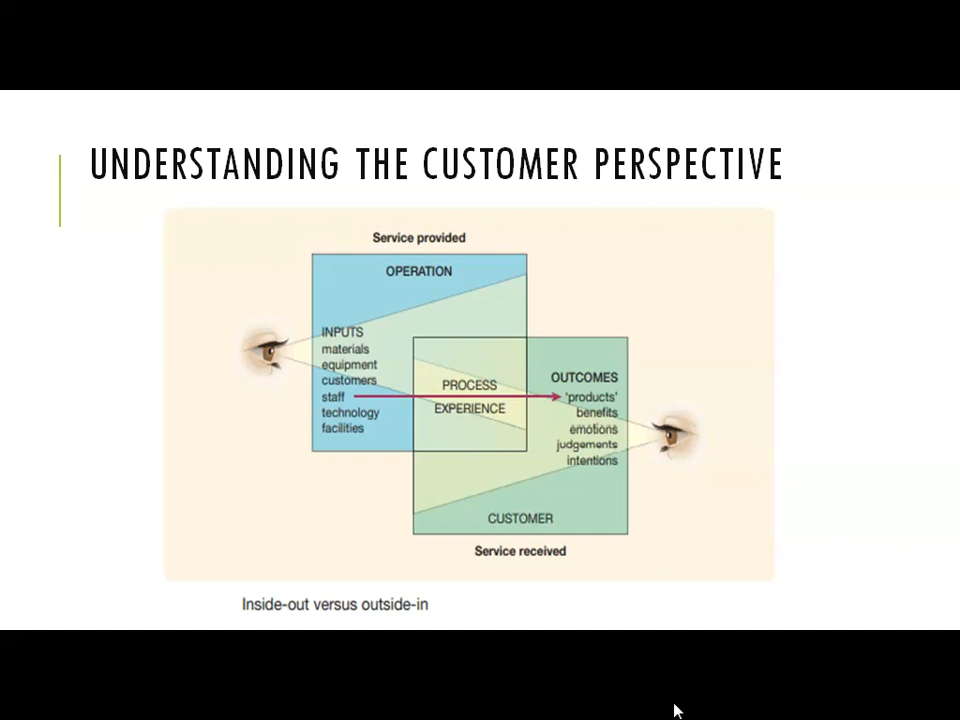 UNDERSTANDING THE CUSTOMER PERSPECTIVE
Service provided
OPERATION
INPUTS
materials
equipment
customers
staff
technology
facilities
PROCESS
EXPERIENCE
OUTCOMES
'products'
benefits
emotions
judgements
intentions
CUSTOMER
Service received
Inside-out versus outside-in